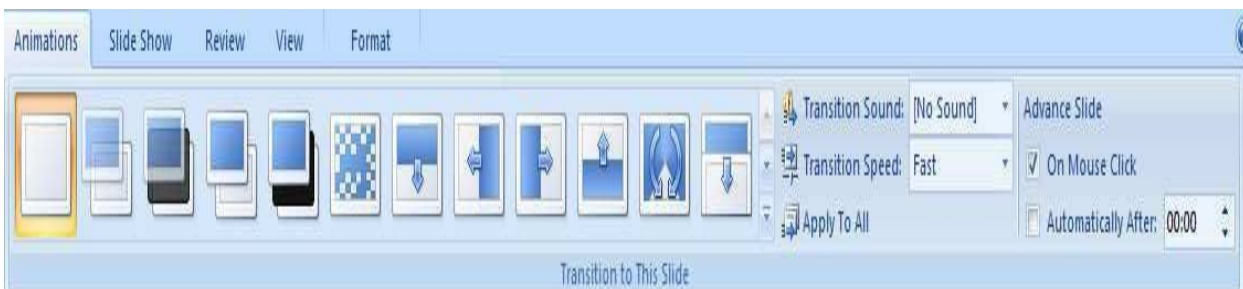 Animations Slide Show Review View Format
Transition Sound: [No Sound] Advance Slide
Transition Speed: Fast On Mouse Click
Apply To All Automatically After: 00:00
Transition to This Slide